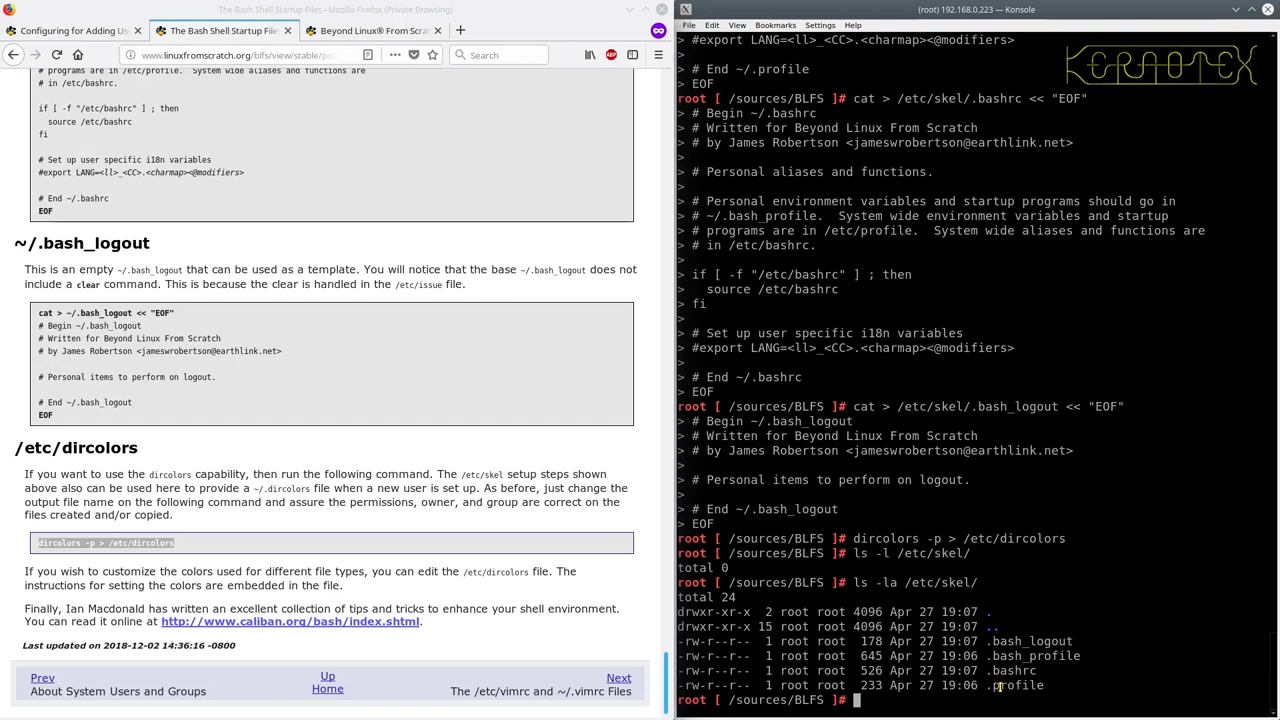 The Bash Shell Startup Files - Mozilla Firefox (Private Browsing)
Configuring for Adding Us
The Bash Shell Startup Files
Beyond Linux® From Scratch
www.linuxfromscratch.org/blfs/view/stable/po
Search
# programs are in /etc/profile.  System wide aliases and functions are
# in /etc/bashrc.
if [ -f "/etc/bashrc" ] ; then
source /etc/bashrc
fi
# Set up user specific i18n variables
#export LANG=<ll>_<CC>.<charmap><@modifiers>
# End ~/.bashrc
EOF
~/.bash_logout
This is an empty ~/.bash_logout that can be used as a template. You will notice that the base ~/.bash_logout does not
include a clear command. This is because the clear is handled in the /etc/issue file.
cat > ~/.bash_logout << "EOF"
# Begin ~/.bash_logout
# Written for Beyond Linux From Scratch
# by James Robertson <jameswrobertson@earthlink.net>
# Personal items to perform on logout.
# End ~/.bash_logout
EOF
/etc/dircolors
If you want to use the dircolors capability, then run the following command. The /etc/skel setup steps shown
above also can be used here to provide a ~/.dircolors file when a new user is set up. As before, just change the
output file name on the following command and assure the permissions, owner, and group are correct on the
files created and/or copied.
dircolors -p > /etc/dircolors
If you wish to customize the colors used for different file types, you can edit the /etc/dircolors file. The
instructions for setting the colors are embedded in the file.
Finally, Ian Macdonald has written an excellent collection of tips and tricks to enhance your shell environment.
You can read it online at http://www.caliban.org/bash/index.shtml.
Last updated on 2018-12-02 14:36:16 -0800
Prev
Up
Next
About System Users and Groups
Home
The /etc/vimrc and ~/.vimrc Files
(root) 192.168.0.223 — Konsole
File Edit View Bookmarks Settings Help
KERNOTEX
> #export LANG=<ll>_<CC>.<charmap><@modifiers>
>
> # End ~/.profile
> EOF
root [ /sources/BLFS ]# cat > /etc/skel/.bashrc << "EOF"
> # Begin ~/.bashrc
> # Written for Beyond Linux From Scratch
> # by James Robertson <jameswrobertson@earthlink.net>
>
> # Personal aliases and functions.
>
> # Personal environment variables and startup programs should go in
> # ~/.bash_profile.  System wide environment variables and startup
> # programs are in /etc/profile.  System wide aliases and functions are
> # in /etc/bashrc.
>
> if [ -f "/etc/bashrc" ] ; then
>   source /etc/bashrc
> fi
>
> # Set up user specific i18n variables
> #export LANG=<ll>_<CC>.<charmap><@modifiers>
>
> # End ~/.bashrc
> EOF
root [ /sources/BLFS ]# cat > /etc/skel/.bash_logout << "EOF"
> # Begin ~/.bash_logout
> # Written for Beyond Linux From Scratch
> # by James Robertson <jameswrobertson@earthlink.net>
>
> # Personal items to perform on logout.
>
> # End ~/.bash_logout
> EOF
root [ /sources/BLFS ]# dircolors -p > /etc/dircolors
root [ /sources/BLFS ]# ls -l /etc/skel/
total 0
root [ /sources/BLFS ]# ls -la /etc/skel/
total 24
drwxr-xr-x  2 root root 4096 Apr 27 19:07 .
drwxr-xr-x 15 root root 4096 Apr 27 19:07 ..
-rw-r--r--  1 root root  178 Apr 27 19:07 .bash_logout
-rw-r--r--  1 root root  645 Apr 27 19:06 .bash_profile
-rw-r--r--  1 root root  526 Apr 27 19:07 .bashrc
-rw-r--r--  1 root root  233 Apr 27 19:06 .profile
root [ /sources/BLFS ]#